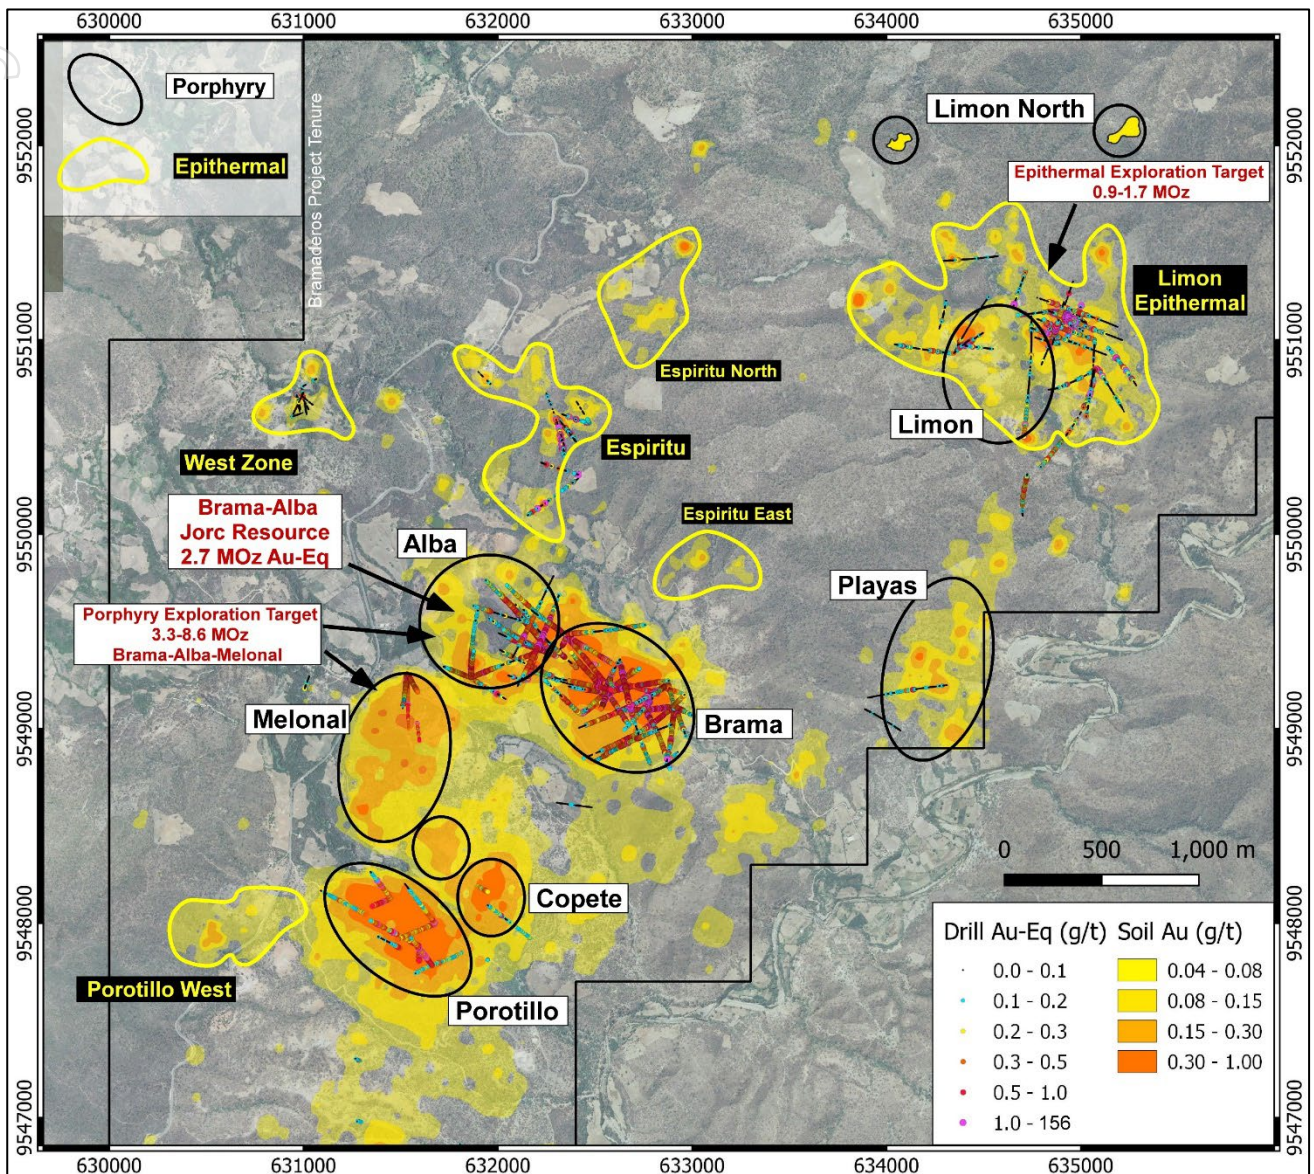 630000
631000
632000
633000
634000
635000
Porphyry
Epithermal
Bramaderos Project Tenure
9552000
9551000
9550000
9549000
9548000
9547000
9552000
9551000
9550000
9549000
9548000
9547000
Limon North
Epithermal Exploration Target
0.9-1.7 MOz
Limon
Epithermal
Espiritu North
Limon
West Zone
Espiritu
Espiritu East
Brama-Alba
Jorc Resource
2.7 MOz Au-Eq
Alba
Playas
Porphyry Exploration Target
3.3-8.6 MOz
Brama-Alba-Melonal
Melonal
Brama
0 500 1,000 m
Copete
Porotillo West
Porotillo
Drill Au-Eq (g/t)
0.0 - 0.1
0.1 - 0.2
0.2 - 0.3
0.3 - 0.5
0.5 - 1.0
1.0 - 156
Soil Au (g/t)
0.04 - 0.08
0.08 - 0.15
0.15 - 0.30
0.30 - 1.00
630000
631000
632000
633000
634000
635000